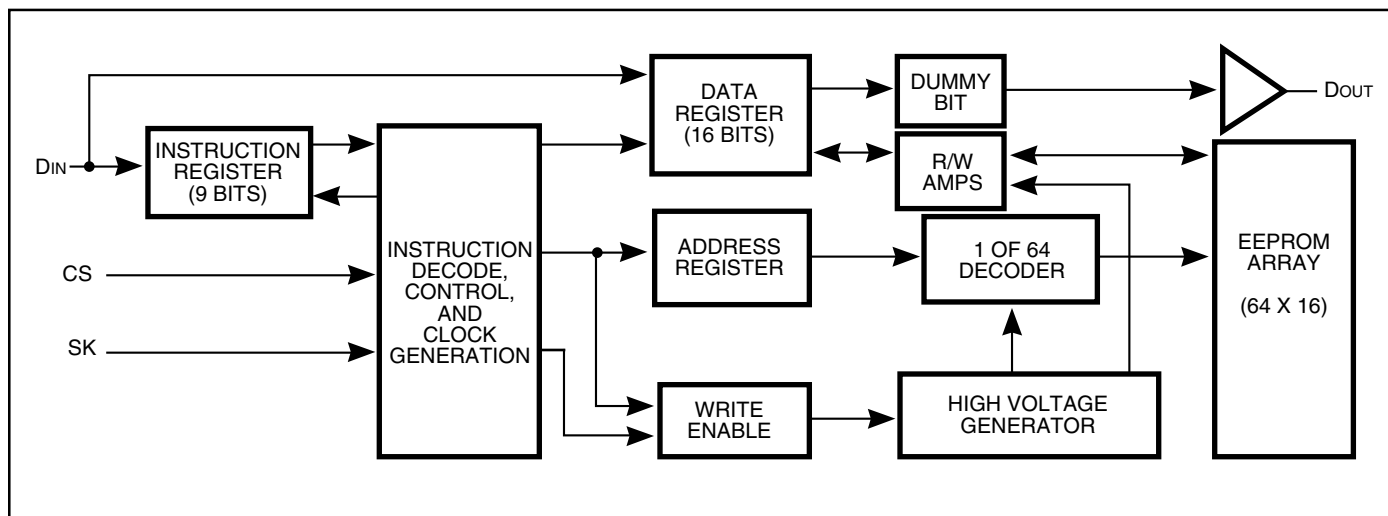 DIN
INSTRUCTION
REGISTER
(9 BITS)
CS
SK
INSTRUCTION
DECODE,
CONTROL,
AND
CLOCK
GENERATION
DATA
REGISTER
(16 BITS)
DUMMY
BIT
DOUT
R/W
AMPS
ADDRESS
REGISTER
1 OF 64
DECODER
EEPROM
ARRAY
(64 X 16)
WRITE
ENABLE
HIGH VOLTAGE
GENERATOR